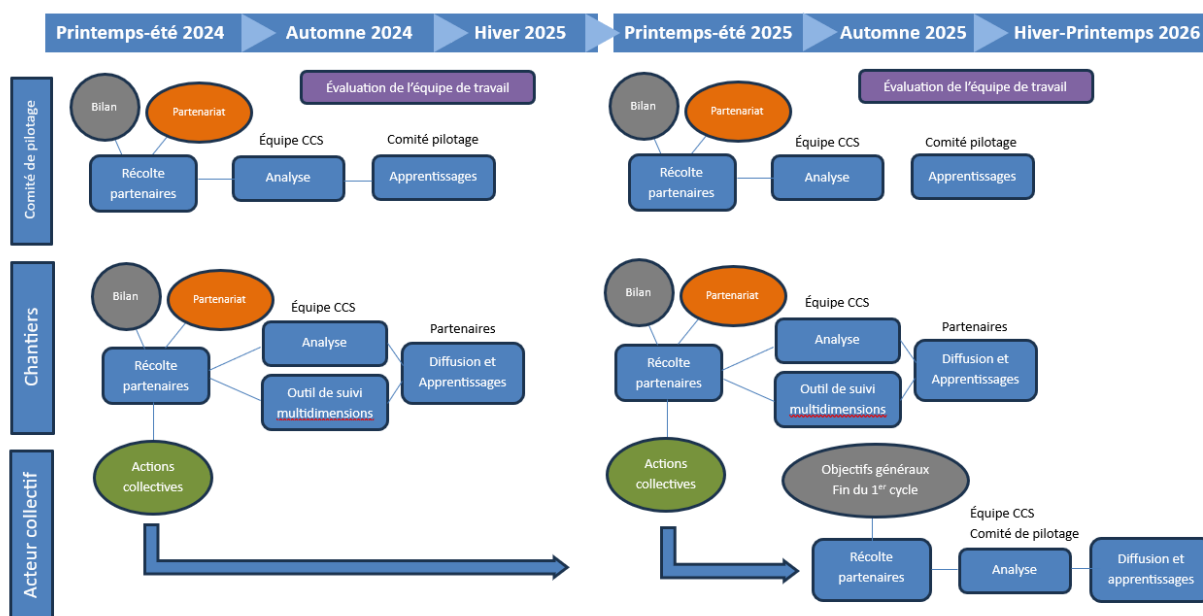 Printemps-été 2024
Automne 2024
Hiver 2025
Printemps-été 2025
Automne 2025
Hiver-Printemps 2026
Comité de pilotage
Bilan
Partenariat
Évaluation de l'équipe de travail
Équipe CCS
Comité pilotage
Récolte
partenaires
Analyse
Apprentissages
Bilan
Partenariat
Évaluation de l'équipe de travail
Équipe CCS
Comité pilotage
Récolte
partenaires
Analyse
Apprentissages
Chantiers
Bilan
Partenariat
Équipe CCS
Analyse
Partenaires
Récolte
partenaires
Diffusion et
Apprentissages
Outil de suivi
multidimensions
Bilan
Partenariat
Équipe CCS
Analyse
Partenaires
Récolte
partenaires
Diffusion et
Apprentissages
Outil de suivi
multidimensions
Acteur collectif
Actions
collectives
Actions
collectives
Objectifs généraux
Fin du 1er cycle
Équipe CCS
Comité de pilotage
Récolte
partenaires
Analyse
Diffusion et
apprentissages